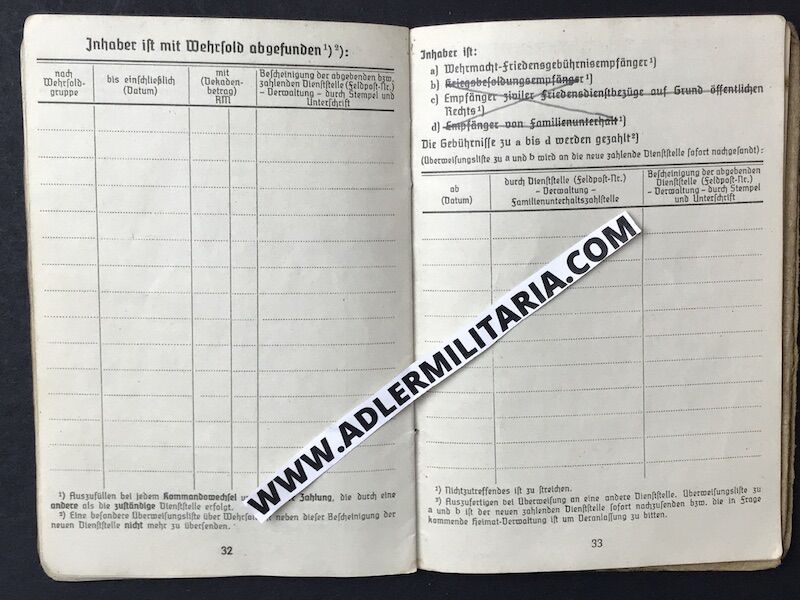 Inhaber ist mit Wehrsold abgefunden¹)²):
nach Wehrsold-gruppe
bis einschließlich (Datum)
mit (Dekaden-betrag) RM
Bescheinigung der abgebenden bzw.
zahlenden Dienststelle (Feldpost-Nr.)
– Verwaltung – durch Stempel und
Unterschrift
¹) Auszufüllen bei jedem Kommandowechsel Zahlung, die durch eine
andere als die zuständige Dienststelle erfolgt.
²) Eine besondere Überweisungsliste über Wehrsold neben dieser Bescheinigung der
neuen Dienststelle nicht mehr zu übersenden.
32
Inhaber ist:
a) Wehrmacht-Friedensgebührnisempfänger¹)
b) Kriegsbesoldungsempfänger¹)
c) Empfänger ziviler Friedensdienstbezüge auf Grund öffentlichen
Rechts¹)
d) Empfänger von Familienunterhalt¹)
Die Gebührnisse zu a bis d werden gezahlt²)
(Überweisungsliste zu a und b wird an die neue zahlende Dienststelle sofort nachgesandt):
ab (Datum)
durch Dienststelle (Feldpost-Nr.)
– Verwaltung –
Familienunterhaltszahlstelle
Bescheinigung der abgebenden
Dienststelle (Feldpost-Nr.)
– Verwaltung – durch Stempel
und Unterschrift
¹) Nichtzutreffendes ist zu streichen.
²) Auszufertigen bei Überweisung an eine andere Dienststelle. Überweisungsliste zu
a und b ist der neuen zahlenden Dienststelle sofort nachzusenden bzw. die in Frage
kommende Heimat-Verwaltung ist um Veranlassung zu bitten.
33
WWW.ADLERMILITARIA.COM